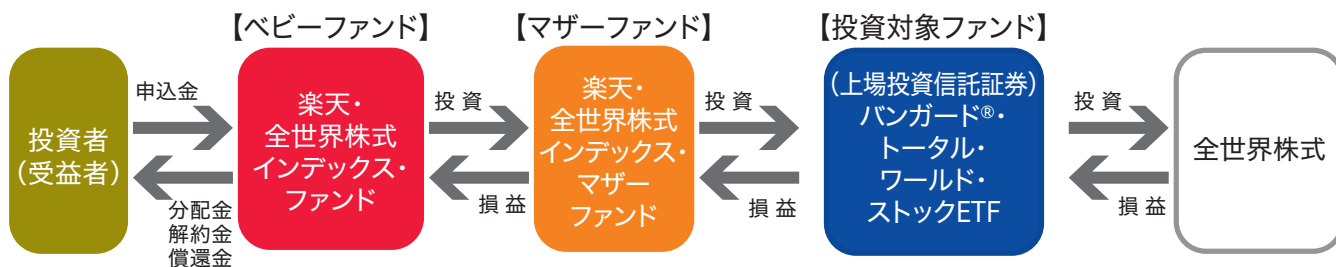 【ベビーファンド】
【マザーファンド】
【投資対象ファンド】
投資者
(受益者)
申込金
分配金
解約金
償還金
楽天・
全世界株式
インデックス・
ファンド
投資
損益
楽天・
全世界株式
インデックス・
マザー
ファンド
投資
損益
(上場投資信託証券)
バンガード®・
トータル・
ワールド・
ストックETF
投資
損益
全世界株式